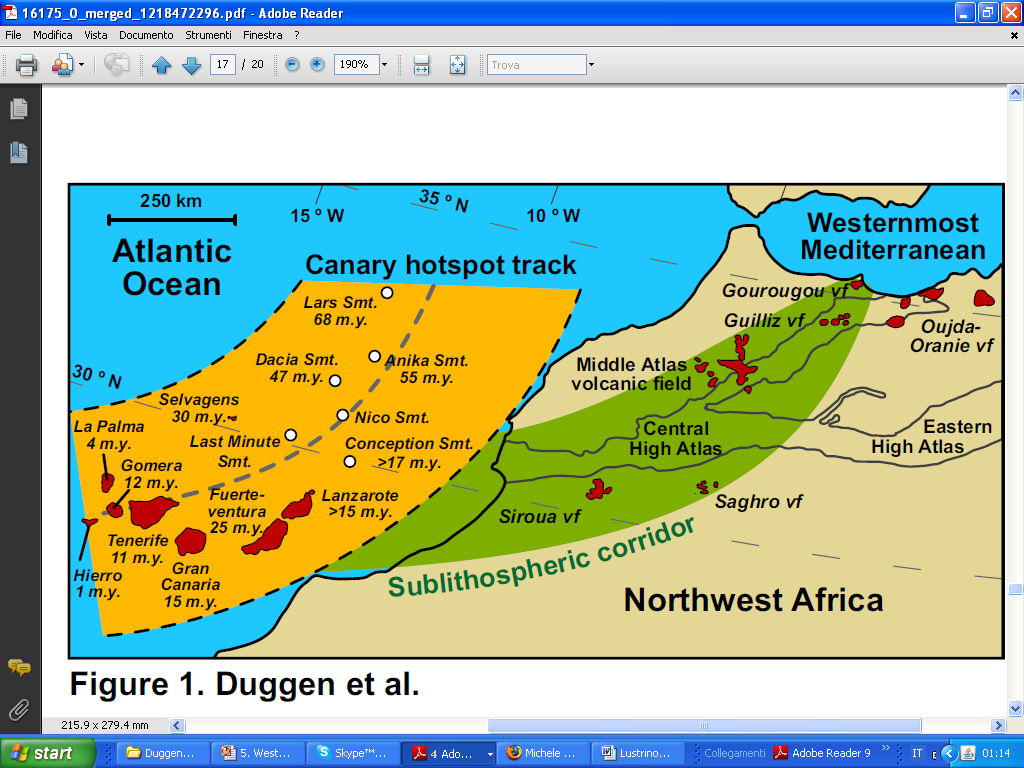 16175_0_merged_1218472296.pdf - Adobe Reader
File Modifica Vista Documento Strumenti Finestra ?
17 / 20 190% Trova
250 km
15 º W
35 º N
10 º W
Atlantic
Ocean
Westernmost
Mediterranean
Canary hotspot track
Lars Smt.
68 m.y.
Gourougou vf
Guilliz vf
Oujda-
Oranie vf
Dacia Smt.
47 m.y.
Anika Smt.
55 m.y.
Middle Atlas
volcanic field
30 º N
Selvagens
30 m.y.
Nico Smt.
La Palma
4 m.y.
Last Minute
Smt.
Conception Smt.
>17 m.y.
Central
High Atlas
Eastern
High Atlas
Gomera
12 m.y.
Fuerte-
ventura
25 m.y.
Lanzarote
>15 m.y.
Siroua vf
Saghro vf
Tenerife
11 m.y.
Hierro
1 m.y.
Gran
Canaria
15 m.y.
Sublithospheric corridor
Northwest Africa
Figure 1. Duggen et al.
215.9 x 279.4 mm
start Duggen... 5. West... Skype™... 4 Ado... Michele ... Lustrino... Collegamenti Adobe Reader 9 » IT 01:14